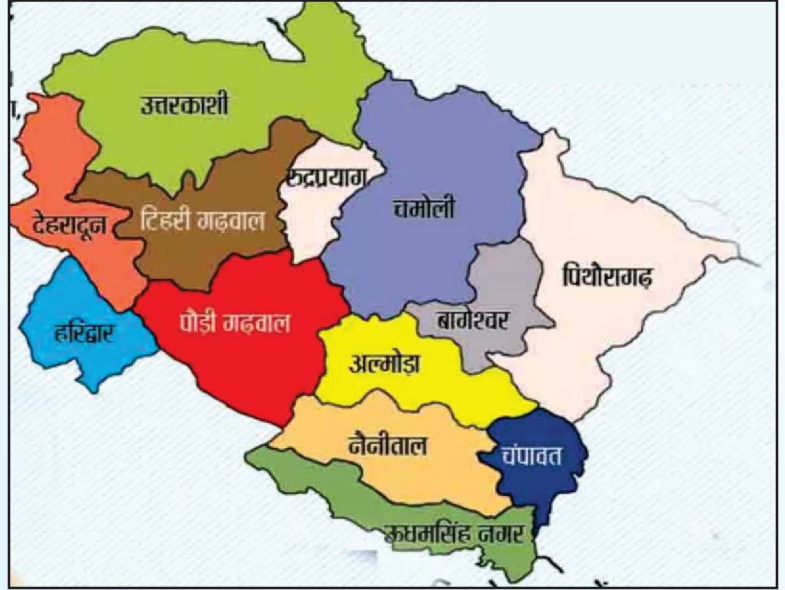 उत्तरकाशी
रुद्रप्रयाग
देहरादून
टिहरी गढ़वाल
चमोली
पिथौरागढ़
हरिद्वार
पौड़ी गढ़वाल
बागेश्वर
अल्मोड़ा
नैनीताल
चंपावत
ऊधमसिंह नगर